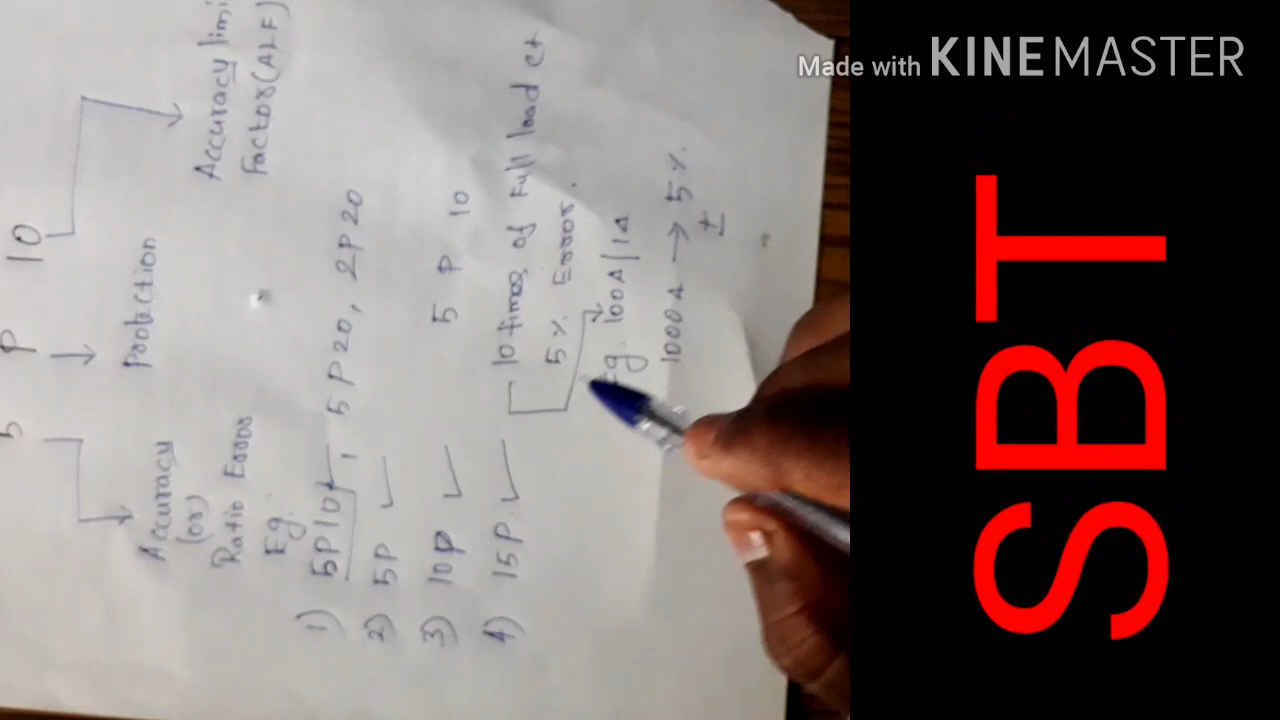 5 P 10
Accuracy
(or)
Ratio Error
Protection
Accuracy limi
Factor (ALF)
Eg:
1) 5P10, 5P20, 2P20
2) 5P
3) 10P
4) 15P
5 P 10
10 times of Full load ct
5% Error.
Eg. 100A/1A
1000A → 5%
±
Made with KINEMASTER
SBT